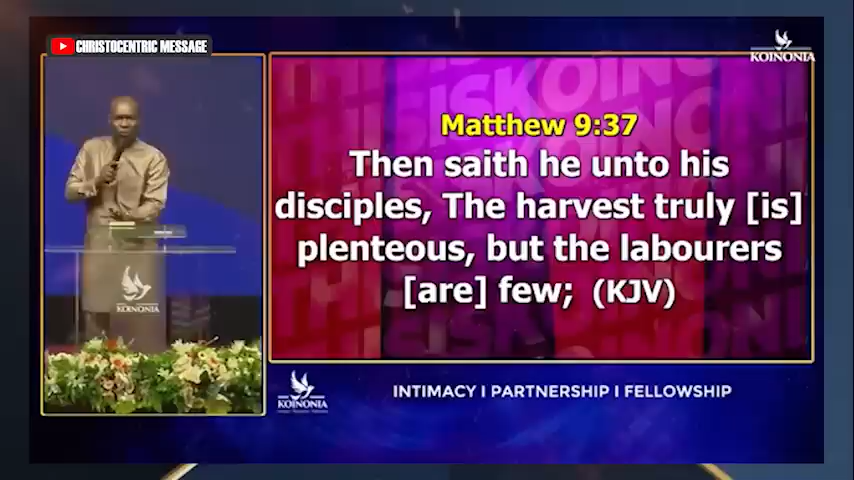 CHRISTOCENTRIC MESSAGE
KOINONIA
Matthew 9:37
Then saith he unto his
disciples, The harvest truly [is]
plenteous, but the labourers
[are] few; (KJV)
KOINONIA
KOINONIA
INTIMACY I PARTNERSHIP I FELLOWSHIP